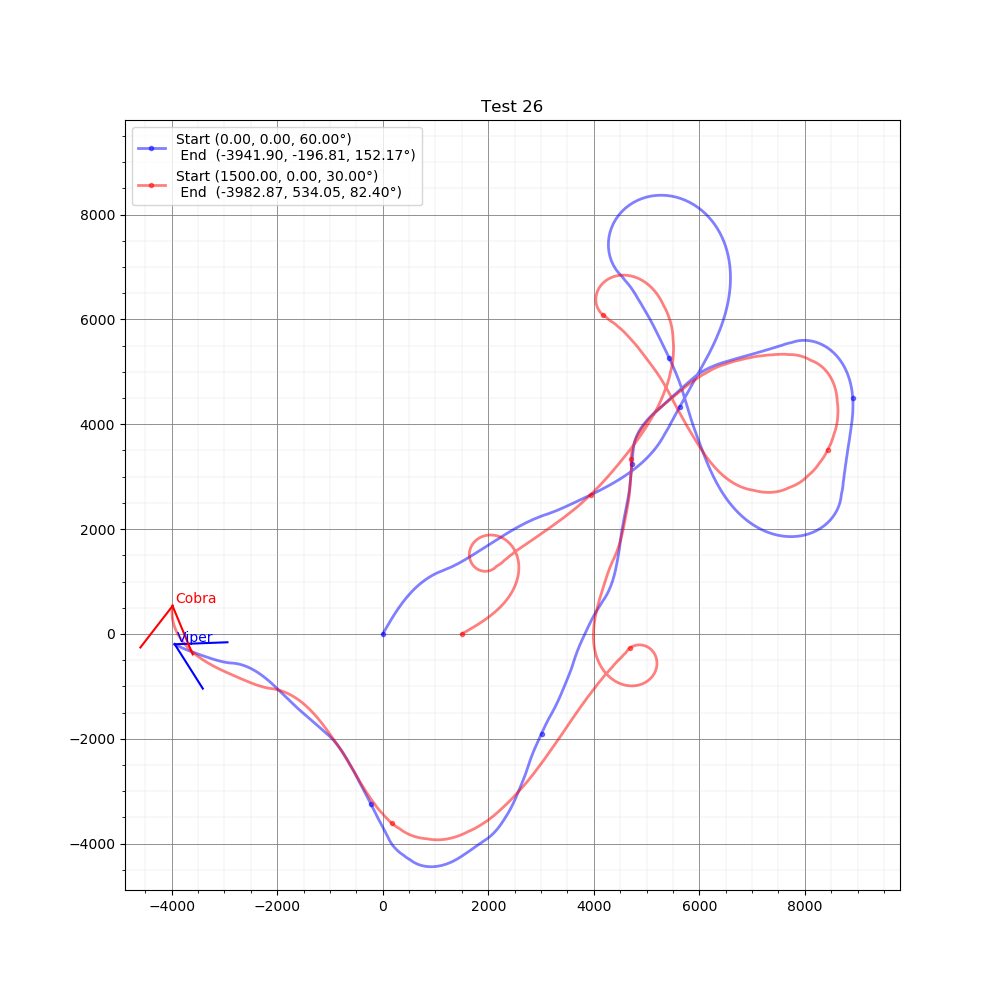 Test 26
Start (0.00, 0.00, 60.00°)
End  (-3941.90, -196.81, 152.17°)
Start (1500.00, 0.00, 30.00°)
End  (-3982.87, 534.05, 82.40°)
8000
6000
4000
2000
0
−2000
−4000
Cobra
Viper
−4000
−2000
0
2000
4000
6000
8000